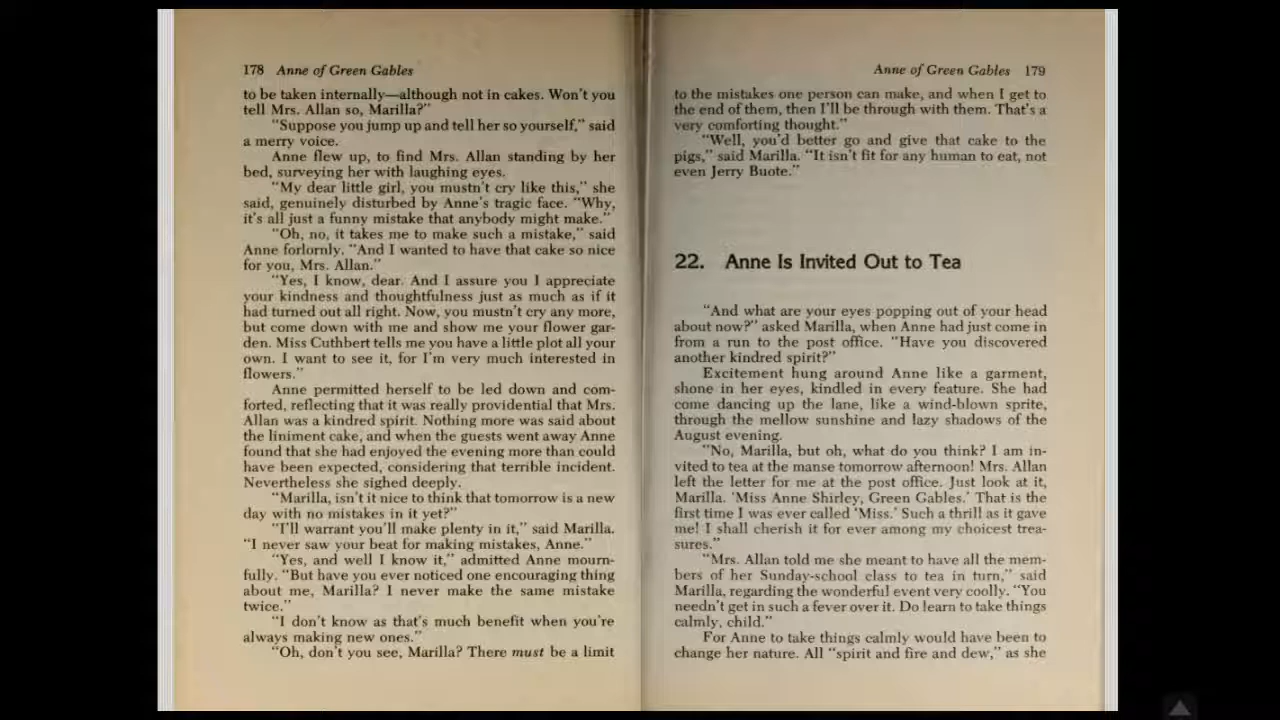 178 Anne of Green Gables
to be taken internally—although not in cakes. Won't you
tell Mrs. Allan so, Marilla?"
"Suppose you jump up and tell her so yourself," said
a merry voice.
Anne flew up, to find Mrs. Allan standing by her
bed, surveying her with laughing eyes.
"My dear little girl, you mustn't cry like this," she
said, genuinely disturbed by Anne's tragic face. "Why,
it's all just a funny mistake that anybody might make."
"Oh, no, it takes me to make such a mistake," said
Anne forlornly. "And I wanted to have that cake so nice
for you, Mrs. Allan."
"Yes, I know, dear. And I assure you I appreciate
your kindness and thoughtfulness just as much as if it
had turned out all right. Now, you mustn't cry any more,
but come down with me and show me your flower gar-
den. Miss Cuthbert tells me you have a little plot all your
own. I want to see it, for I'm very much interested in
flowers."
Anne permitted herself to be led down and com-
forted, reflecting that it was really providential that Mrs.
Allan was a kindred spirit. Nothing more was said about
the liniment cake, and when the guests went away Anne
found that she had enjoyed the evening more than could
have been expected, considering that terrible incident.
Nevertheless she sighed deeply.
"Marilla, isn't it nice to think that tomorrow is a new
day with no mistakes in it yet?"
"I'll warrant you'll make plenty in it," said Marilla.
"I never saw your beat for making mistakes, Anne."
"Yes, and well I know it," admitted Anne mourn-
fully. "But have you ever noticed one encouraging thing
about me, Marilla? I never make the same mistake
twice."
"I don't know as that's much benefit when you're
always making new ones."
"Oh, don't you see, Marilla? There must be a limit
Anne of Green Gables 179
to the mistakes one person can make, and when I get to
the end of them, then I'll be through with them. That's a
very comforting thought."
"Well, you'd better go and give that cake to the
pigs," said Marilla. "It isn't fit for any human to eat, not
even Jerry Buote."
22. Anne Is Invited Out to Tea
"And what are your eyes popping out of your head
about now?" asked Marilla, when Anne had just come in
from a run to the post office. "Have you discovered
another kindred spirit?"
Excitement hung around Anne like a garment,
shone in her eyes, kindled in every feature. She had
come dancing up the lane, like a wind-blown sprite,
through the mellow sunshine and lazy shadows of the
August evening.
"No, Marilla, but oh, what do you think? I am in-
vited to tea at the manse tomorrow afternoon! Mrs. Allan
left the letter for me at the post office. Just look at it,
Marilla. 'Miss Anne Shirley, Green Gables.' That is the
first time I was ever called 'Miss.' Such a thrill as it gave
me! I shall cherish it for ever among my choicest trea-
sures."
"Mrs. Allan told me she meant to have all the mem-
bers of her Sunday-school class to tea in turn," said
Marilla, regarding the wonderful event very coolly. "You
needn't get in such a fever over it. Do learn to take things
calmly, child."
For Anne to take things calmly would have been to
change her nature. All "spirit and fire and dew," as she